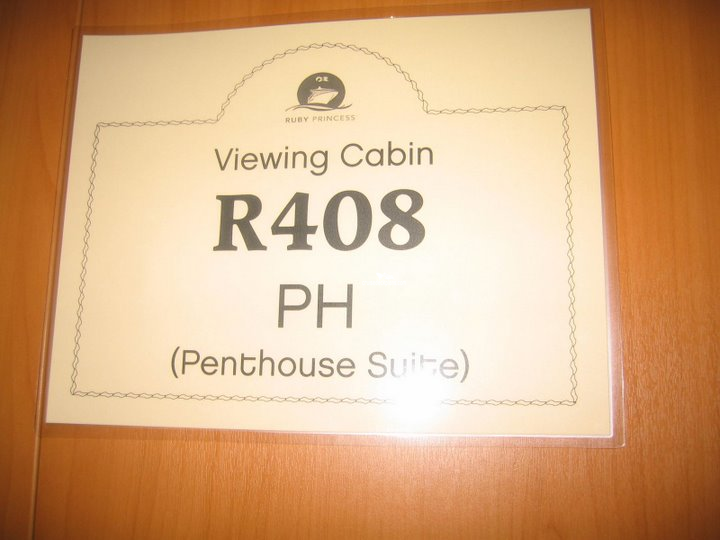 RUBY PRINCESS
Viewing Cabin
R408
PH
(Penthouse Suite)